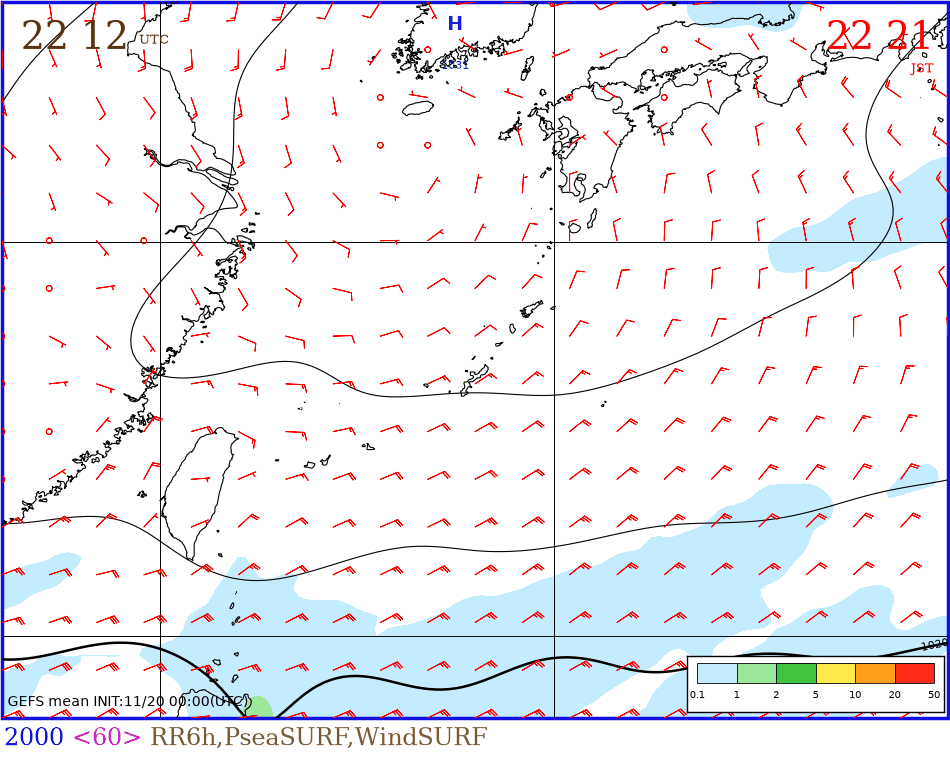 22 12 UTC
H
1031
22 21
JST
1020
GEFS mean INIT:11/20 00:00(UTC)
0.1 1 2 5 10 20 50
2000 <60> RR6h,PseaSURF,WindSURF